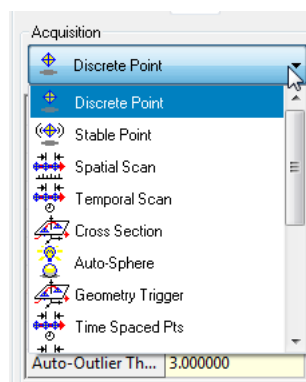 Acquisition
Discrete Point
Discrete Point
Stable Point
Spatial Scan
Temporal Scan
Cross Section
Auto-Sphere
Geometry Trigger
Time Spaced Pts
Auto-Outlier Th... 3.000000